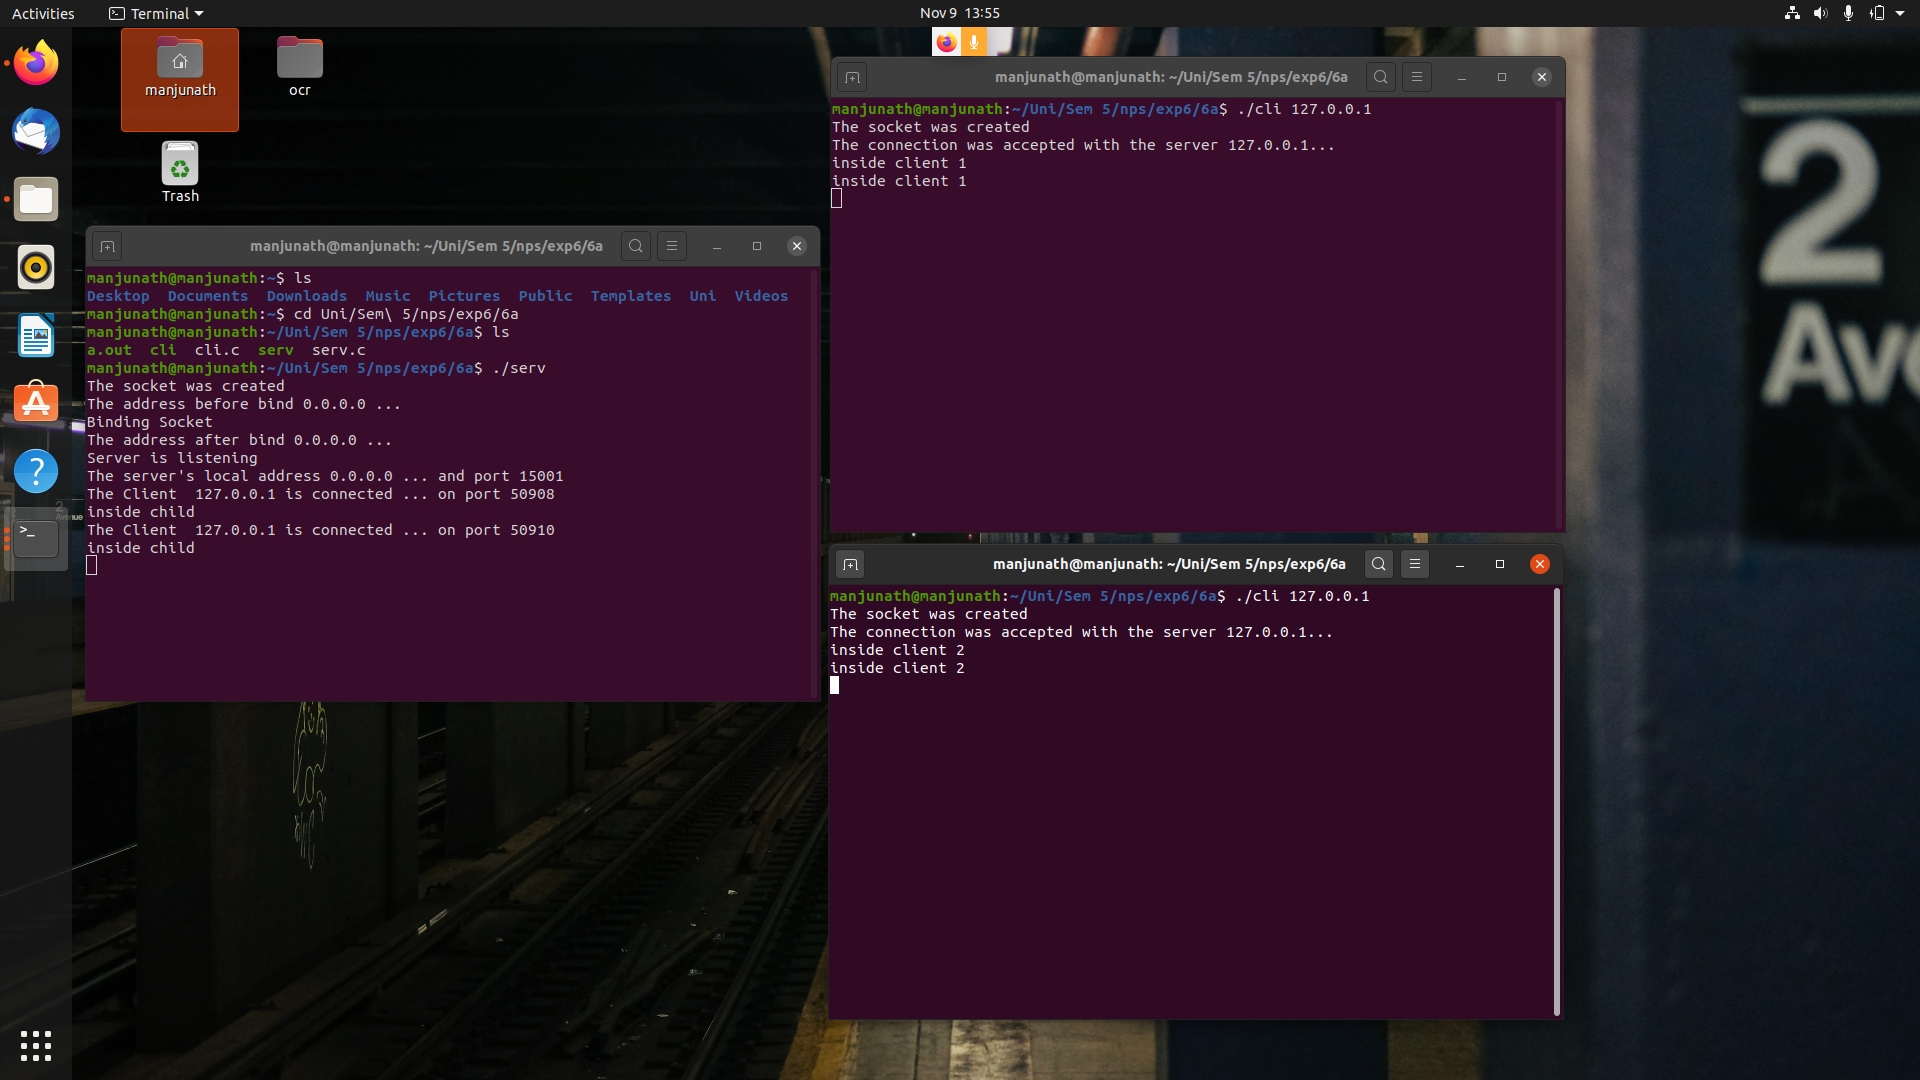 Activities
Terminal
Nov 9 13:55
manjunath
ocr
Trash
manjunath@manjunath: ~/Uni/Sem 5/nps/exp6/6a
manjunath@manjunath:~$ ls
Desktop Documents Downloads Music Pictures Public Templates Uni Videos
manjunath@manjunath:~$ cd Uni/Sem\ 5/nps/exp6/6a
manjunath@manjunath:~/Uni/Sem 5/nps/exp6/6a$ ls
a.out cli cli.c serv serv.c
manjunath@manjunath:~/Uni/Sem 5/nps/exp6/6a$ ./serv
The socket was created
The address before bind 0.0.0.0 ...
Binding Socket
The address after bind 0.0.0.0 ...
Server is listening
The server's local address 0.0.0.0 ... and port 15001
The Client  127.0.0.1 is connected ... on port 50908
inside child
The Client  127.0.0.1 is connected ... on port 50910
inside child
manjunath@manjunath: ~/Uni/Sem 5/nps/exp6/6a
manjunath@manjunath:~/Uni/Sem 5/nps/exp6/6a$ ./cli 127.0.0.1
The socket was created
The connection was accepted with the server 127.0.0.1...
inside client 1
inside client 1
manjunath@manjunath: ~/Uni/Sem 5/nps/exp6/6a
manjunath@manjunath:~/Uni/Sem 5/nps/exp6/6a$ ./cli 127.0.0.1
The socket was created
The connection was accepted with the server 127.0.0.1...
inside client 2
inside client 2
2
Ave